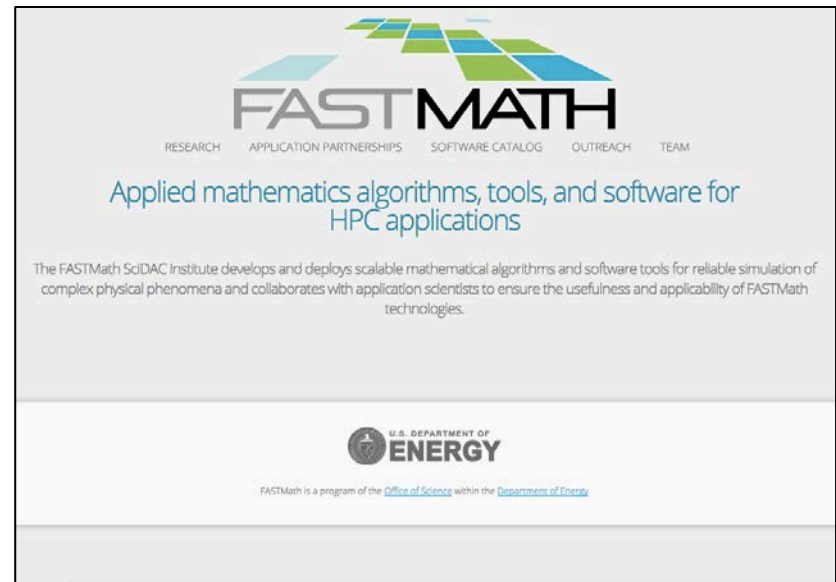 FASTMATH
RESEARCH APPLICATION PARTNERSHIPS SOFTWARE CATALOG OUTREACH TEAM
Applied mathematics algorithms, tools, and software for
HPC applications
The FASTMath SciDAC Institute develops and deploys scalable mathematical algorithms and software tools for reliable simulation of
complex physical phenomena and collaborates with application scientists to ensure the usefulness and applicability of FASTMath
technologies.
U.S. DEPARTMENT OF
ENERGY
FASTMath is a program of the Office of Science within the Department of Energy